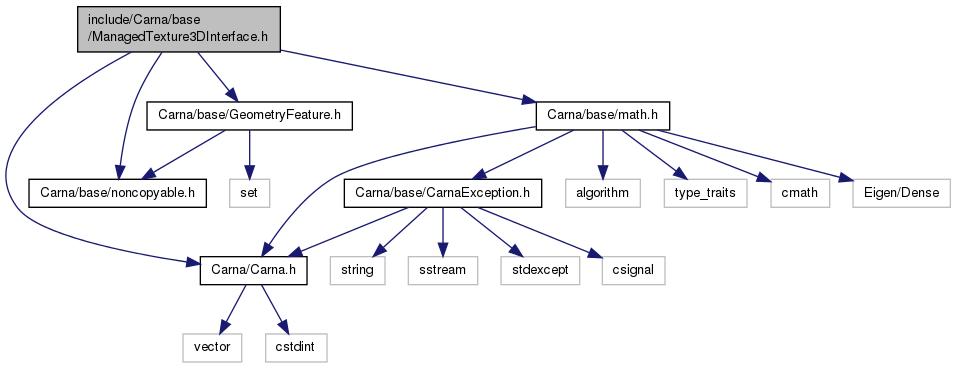 include/Carna/base
/ManagedTexture3DInterface.h
Carna/base/GeometryFeature.h
Carna/base/math.h
Carna/base/noncopyable.h
set
Carna/base/CarnaException.h
algorithm
type_traits
cmath
Eigen/Dense
Carna/Carna.h
string
sstream
stdexcept
csignal
vector
cstdint